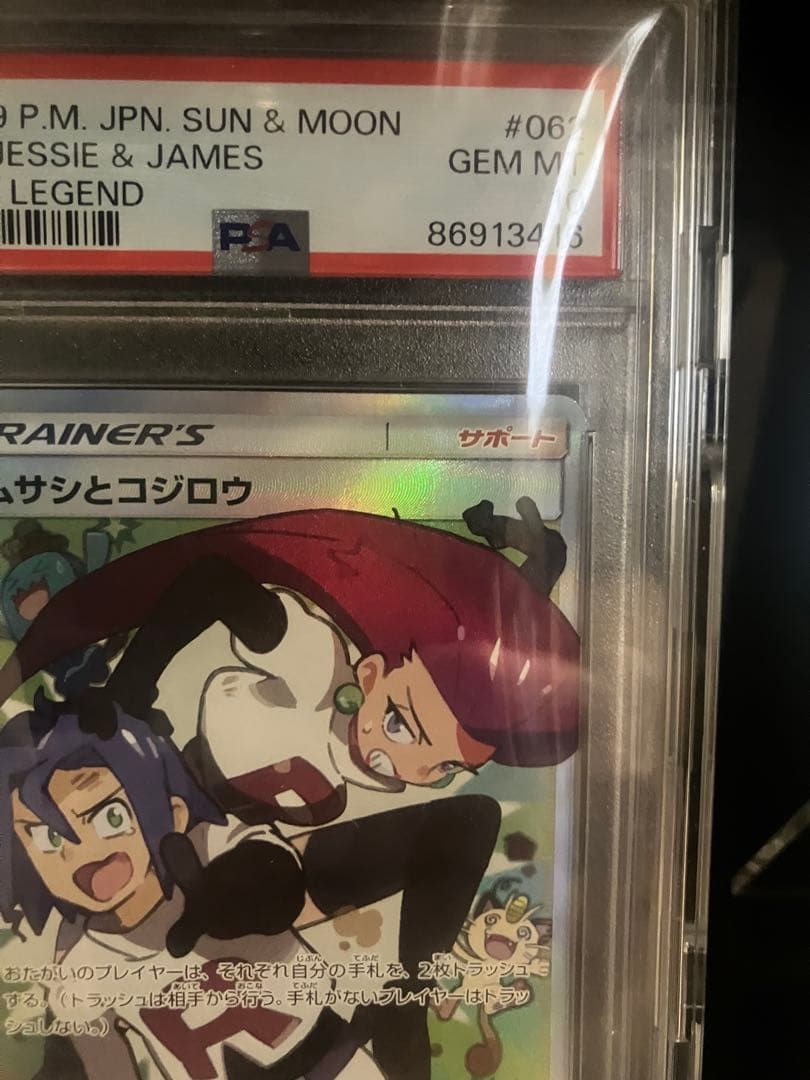 9 P.M. JPN. SUN & MOON
JESSIE & JAMES
GEM MT
LEGEND
PSA
TRAINER'S
サポート
ムサシとコジロウ
おたがいのプレイヤーは、それぞれ自分の手札を、2枚トラッシュ
する。(トラッシュは相手から行う。手札がないプレイヤーはトラッ
シュしない。)
R